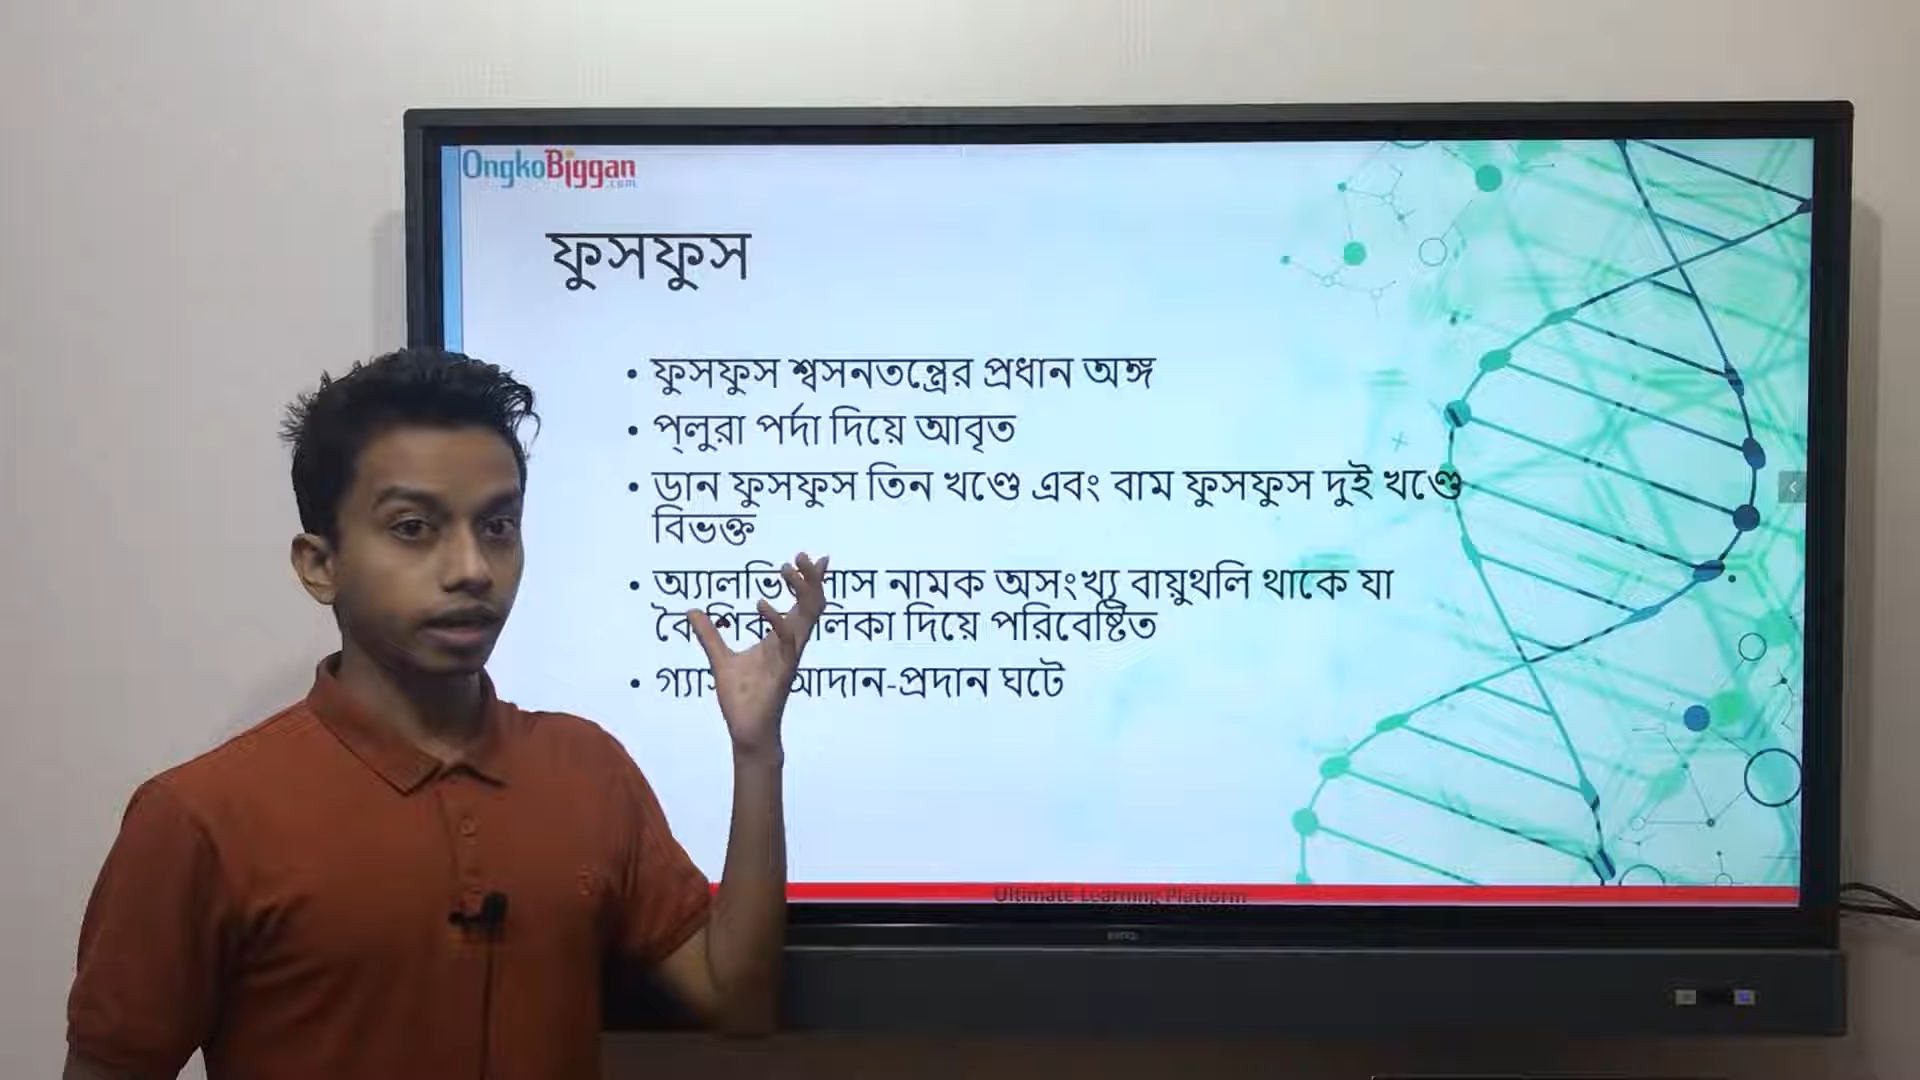 OngkoBiggan
.com
ফুসফুস
• ফুসফুস শ্বসনতন্ত্রের প্রধান অঙ্গ
• প্লুরা পর্দা দিয়ে আবৃত
• ডান ফুসফুস তিন খণ্ডে এবং বাম ফুসফুস দুই খণ্ডে
বিভক্ত
• নামক অসংখ্য বায়ুথলি থাকে যা
দিয়ে পরিবেষ্টিত
• আদান-প্রদান ঘটে
Ultimate Learning Platform